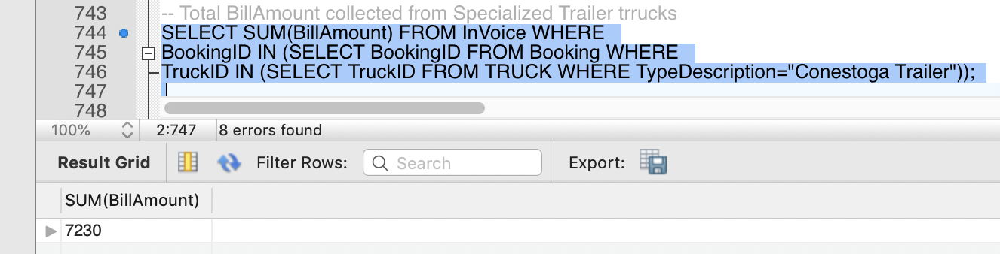 743 -- Total BillAmount collected from Specialized Trailer trrucks
744 SELECT SUM(BillAmount) FROM InVoice WHERE
745 BookingID IN (SELECT BookingID FROM Booking WHERE
746 TruckID IN (SELECT TruckID FROM TRUCK WHERE TypeDescription="Conestoga Trailer"));
747
748
100% 2:747 8 errors found
Result Grid Filter Rows: Search Export:
SUM(BillAmount)
7230